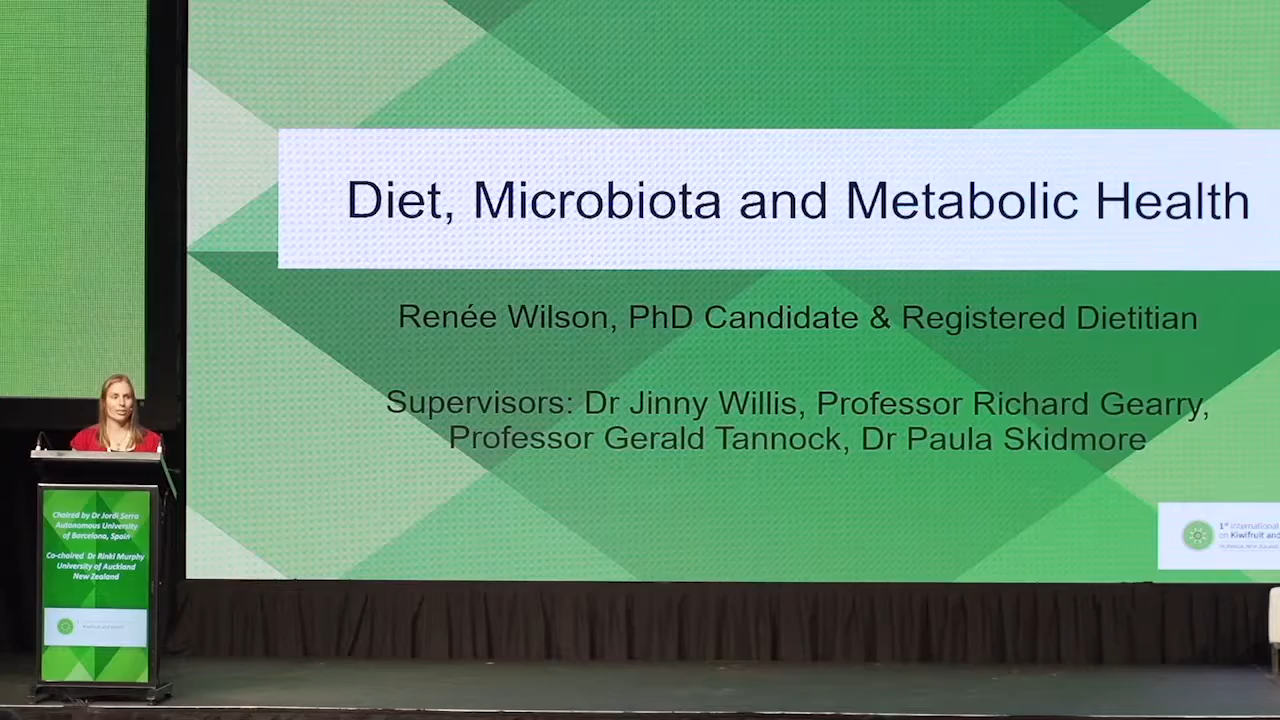 Diet, Microbiota and Metabolic Health
Renée Wilson, PhD Candidate & Registered Dietitian
Supervisors: Dr Jinny Willis, Professor Richard Gearry,
Professor Gerald Tannock, Dr Paula Skidmore
1st International
on Kiwifruit and
Chaired by Dr Jordi Serra
Autonomous University
of Barcelona, Spain
Co-chaired Dr Rinki Murphy
University of Auckland
New Zealand